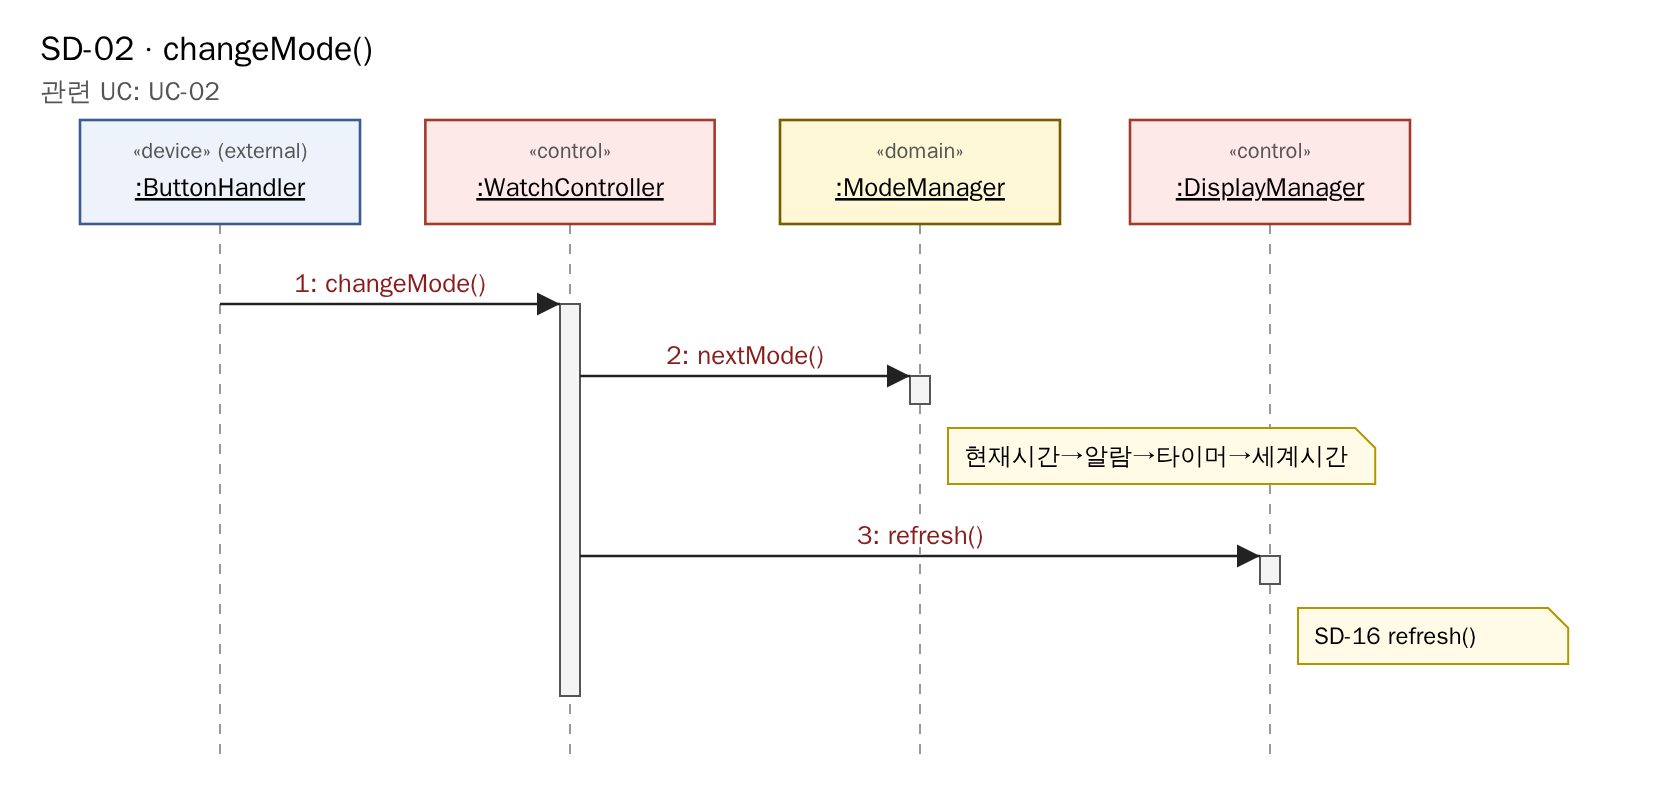 SD-02 · changeMode()
관련 UC: UC-02
«device» (external)
:ButtonHandler
«control»
:WatchController
«domain»
:ModeManager
«control»
:DisplayManager
1: changeMode()
2: nextMode()
현재시간→알람→타이머→세계시간
3: refresh()
SD-16 refresh()